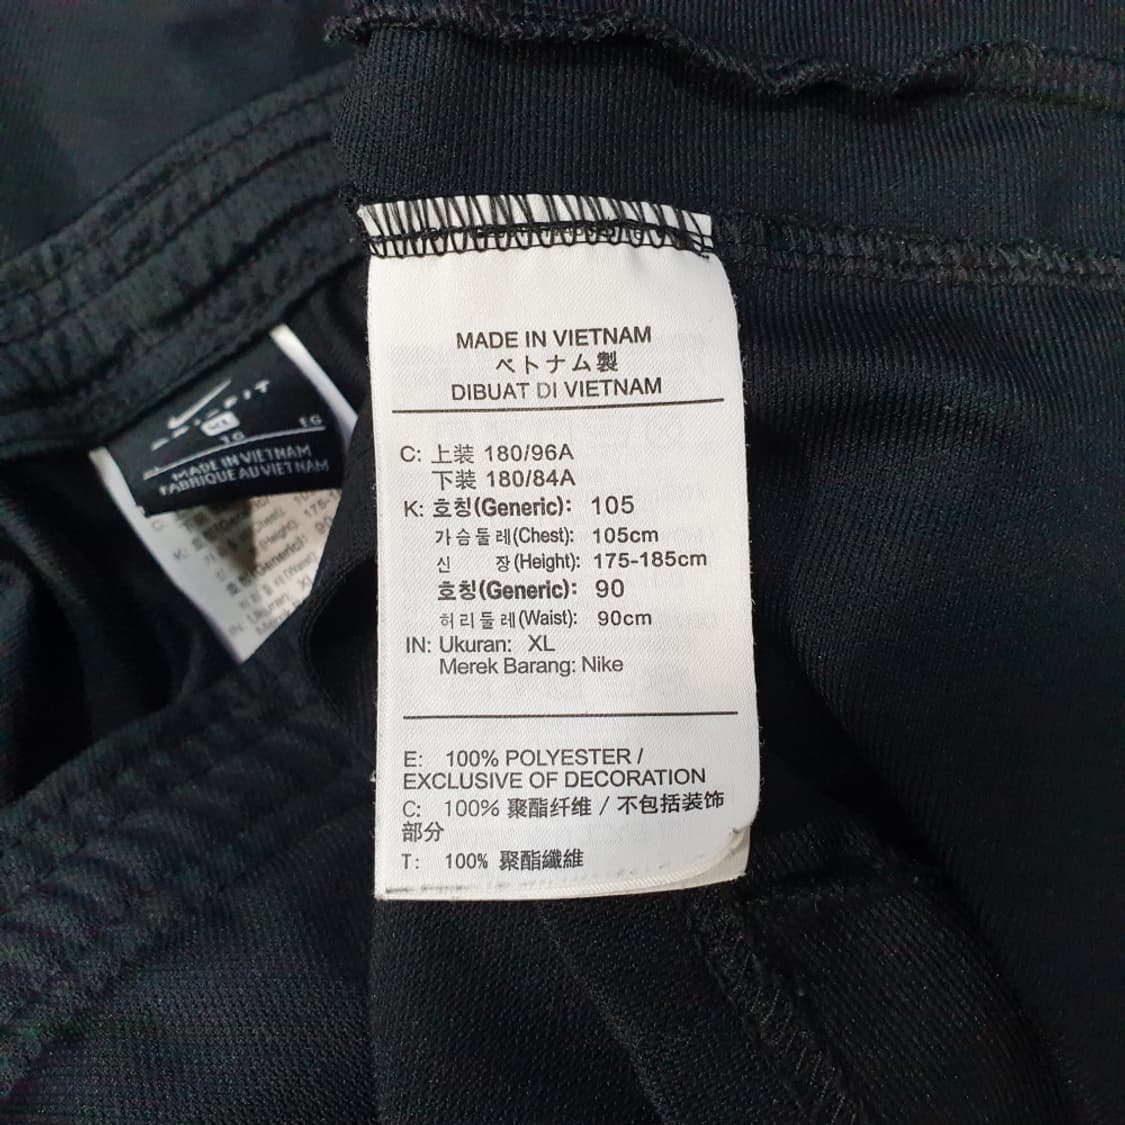 MADE IN VIETNAM
ベトナム製
DIBUAT DI VIETNAM
C: 上装 180/96A
下装 180/84A
K: 호칭(Generic): 105
가슴둘레(Chest): 105cm
신 장(Height): 175-185cm
호칭(Generic): 90
허리둘레(Waist): 90cm
IN: Ukuran: XL
Merek Barang: Nike
E: 100% POLYESTER /
EXCLUSIVE OF DECORATION
C: 100% 聚酯纤维 / 不包括装饰
部分
T: 100% 聚酯纖維
XL
TG EG
MADE IN VIETNAM
FABRIQUE AU VIETNAM